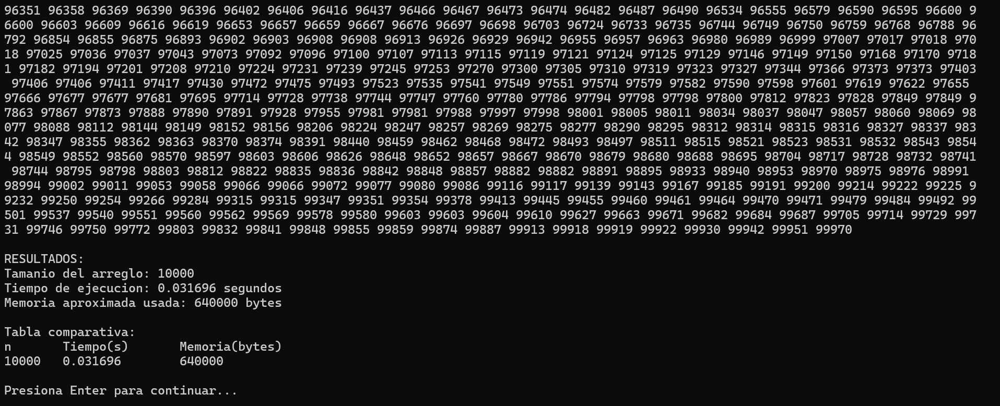 96351 96358 96369 96390 96396 96402 96406 96416 96437 96466 96467 96473 96474 96482 96487 96490 96534 96555 96579 96590 96595 96600 9
6600 96603 96609 96616 96619 96653 96657 96659 96667 96676 96697 96698 96703 96724 96733 96735 96744 96749 96750 96759 96768 96788 96
792 96854 96855 96875 96893 96902 96903 96908 96908 96913 96926 96929 96942 96955 96957 96963 96980 96989 96999 97007 97017 97018 970
18 97025 97036 97037 97043 97073 97092 97096 97100 97107 97113 97115 97119 97121 97124 97125 97129 97146 97149 97150 97168 97170 9718
1 97182 97194 97201 97208 97210 97224 97231 97239 97245 97253 97270 97300 97305 97310 97319 97323 97327 97344 97366 97373 97373 97403
 97406 97406 97411 97417 97430 97472 97475 97493 97523 97535 97541 97549 97551 97574 97579 97582 97590 97598 97601 97619 97622 97655
97666 97677 97677 97681 97695 97714 97728 97738 97744 97747 97760 97780 97786 97794 97798 97798 97800 97812 97823 97828 97849 97849 9
7863 97867 97873 97888 97890 97891 97928 97955 97981 97981 97988 97997 97998 98001 98005 98011 98034 98037 98047 98057 98060 98069 98
077 98088 98112 98144 98149 98152 98156 98206 98224 98247 98257 98269 98275 98277 98290 98295 98312 98314 98315 98316 98327 98337 983
42 98347 98355 98362 98363 98370 98374 98391 98440 98459 98462 98468 98472 98493 98497 98511 98515 98521 98523 98531 98532 98543 9854
4 98549 98552 98560 98570 98597 98603 98606 98626 98648 98652 98657 98667 98670 98679 98680 98688 98695 98704 98717 98728 98732 98741
 98744 98795 98798 98803 98812 98822 98835 98836 98842 98848 98857 98882 98882 98891 98895 98933 98940 98953 98970 98975 98976 98991
98994 99002 99011 99053 99058 99066 99066 99072 99077 99080 99086 99116 99117 99139 99143 99167 99185 99191 99200 99214 99222 99225 9
9232 99250 99254 99266 99284 99315 99315 99347 99351 99354 99378 99413 99445 99455 99460 99461 99464 99470 99471 99479 99484 99492 99
501 99537 99540 99551 99560 99562 99569 99578 99580 99603 99603 99604 99610 99627 99663 99671 99682 99684 99687 99705 99714 99729 997
31 99746 99750 99772 99803 99832 99841 99848 99855 99859 99874 99887 99913 99918 99919 99922 99930 99942 99951 99970
RESULTADOS:
Tamanio del arreglo: 10000
Tiempo de ejecucion: 0.031696 segundos
Memoria aproximada usada: 640000 bytes
Tabla comparativa:
n Tiempo(s) Memoria(bytes)
10000 0.031696 640000
Presiona Enter para continuar...